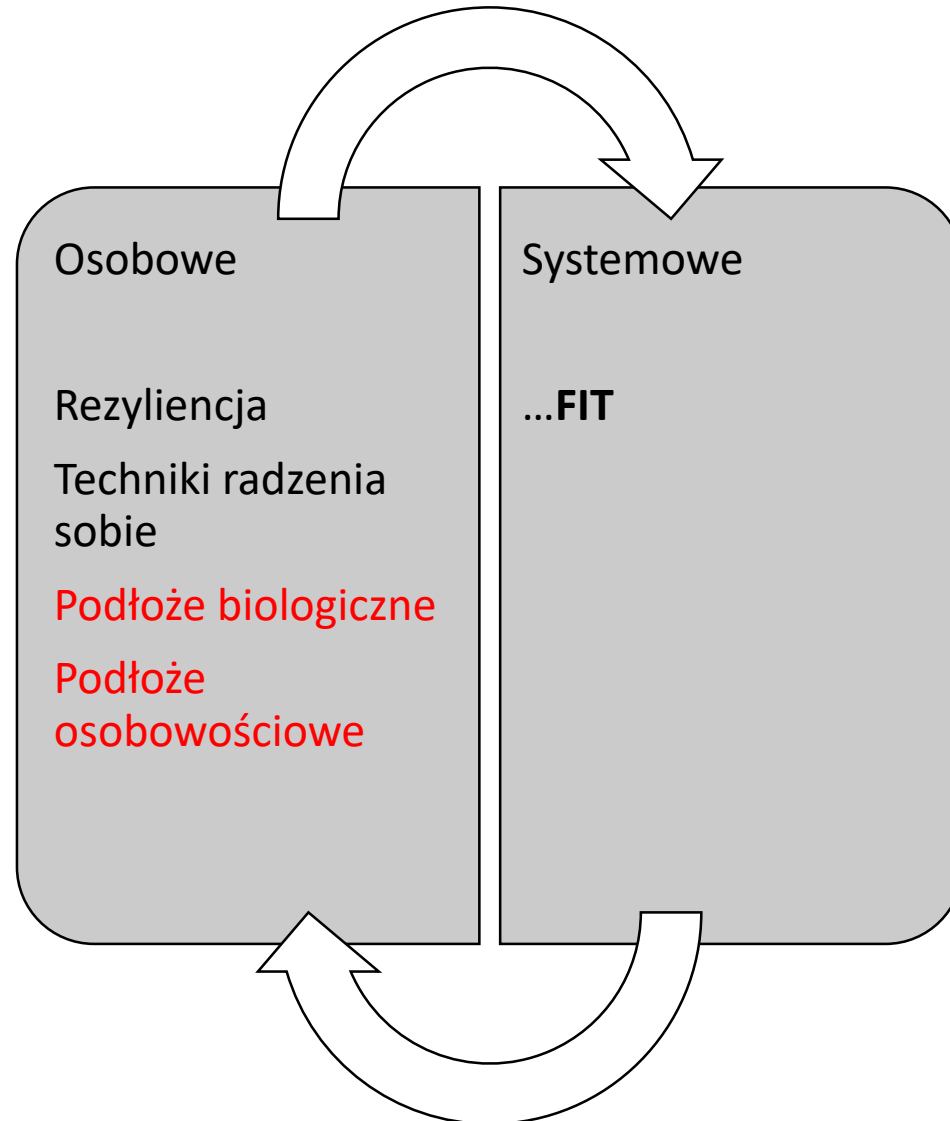 Osobowe
Rezyliencja
Techniki radzenia
sobie
Podłoże biologiczne
Podłoże
osobowościowe
Systemowe
...FIT